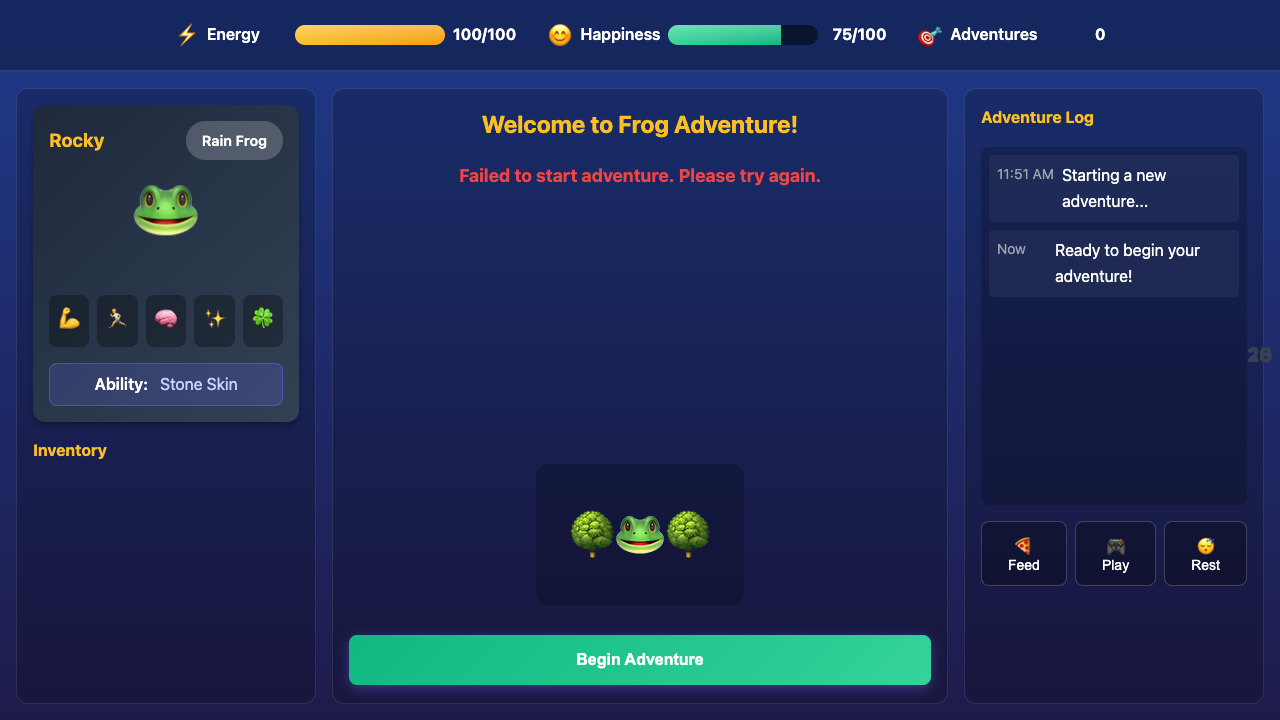 Energy 100/100 Happiness 75/100 Adventures 0
Rocky
Rain Frog
Ability: Stone Skin
Inventory
Welcome to Frog Adventure!
Failed to start adventure. Please try again.
Begin Adventure
Adventure Log
11:51 AM Starting a new
adventure...
Now Ready to begin your
adventure!
Feed Play Rest